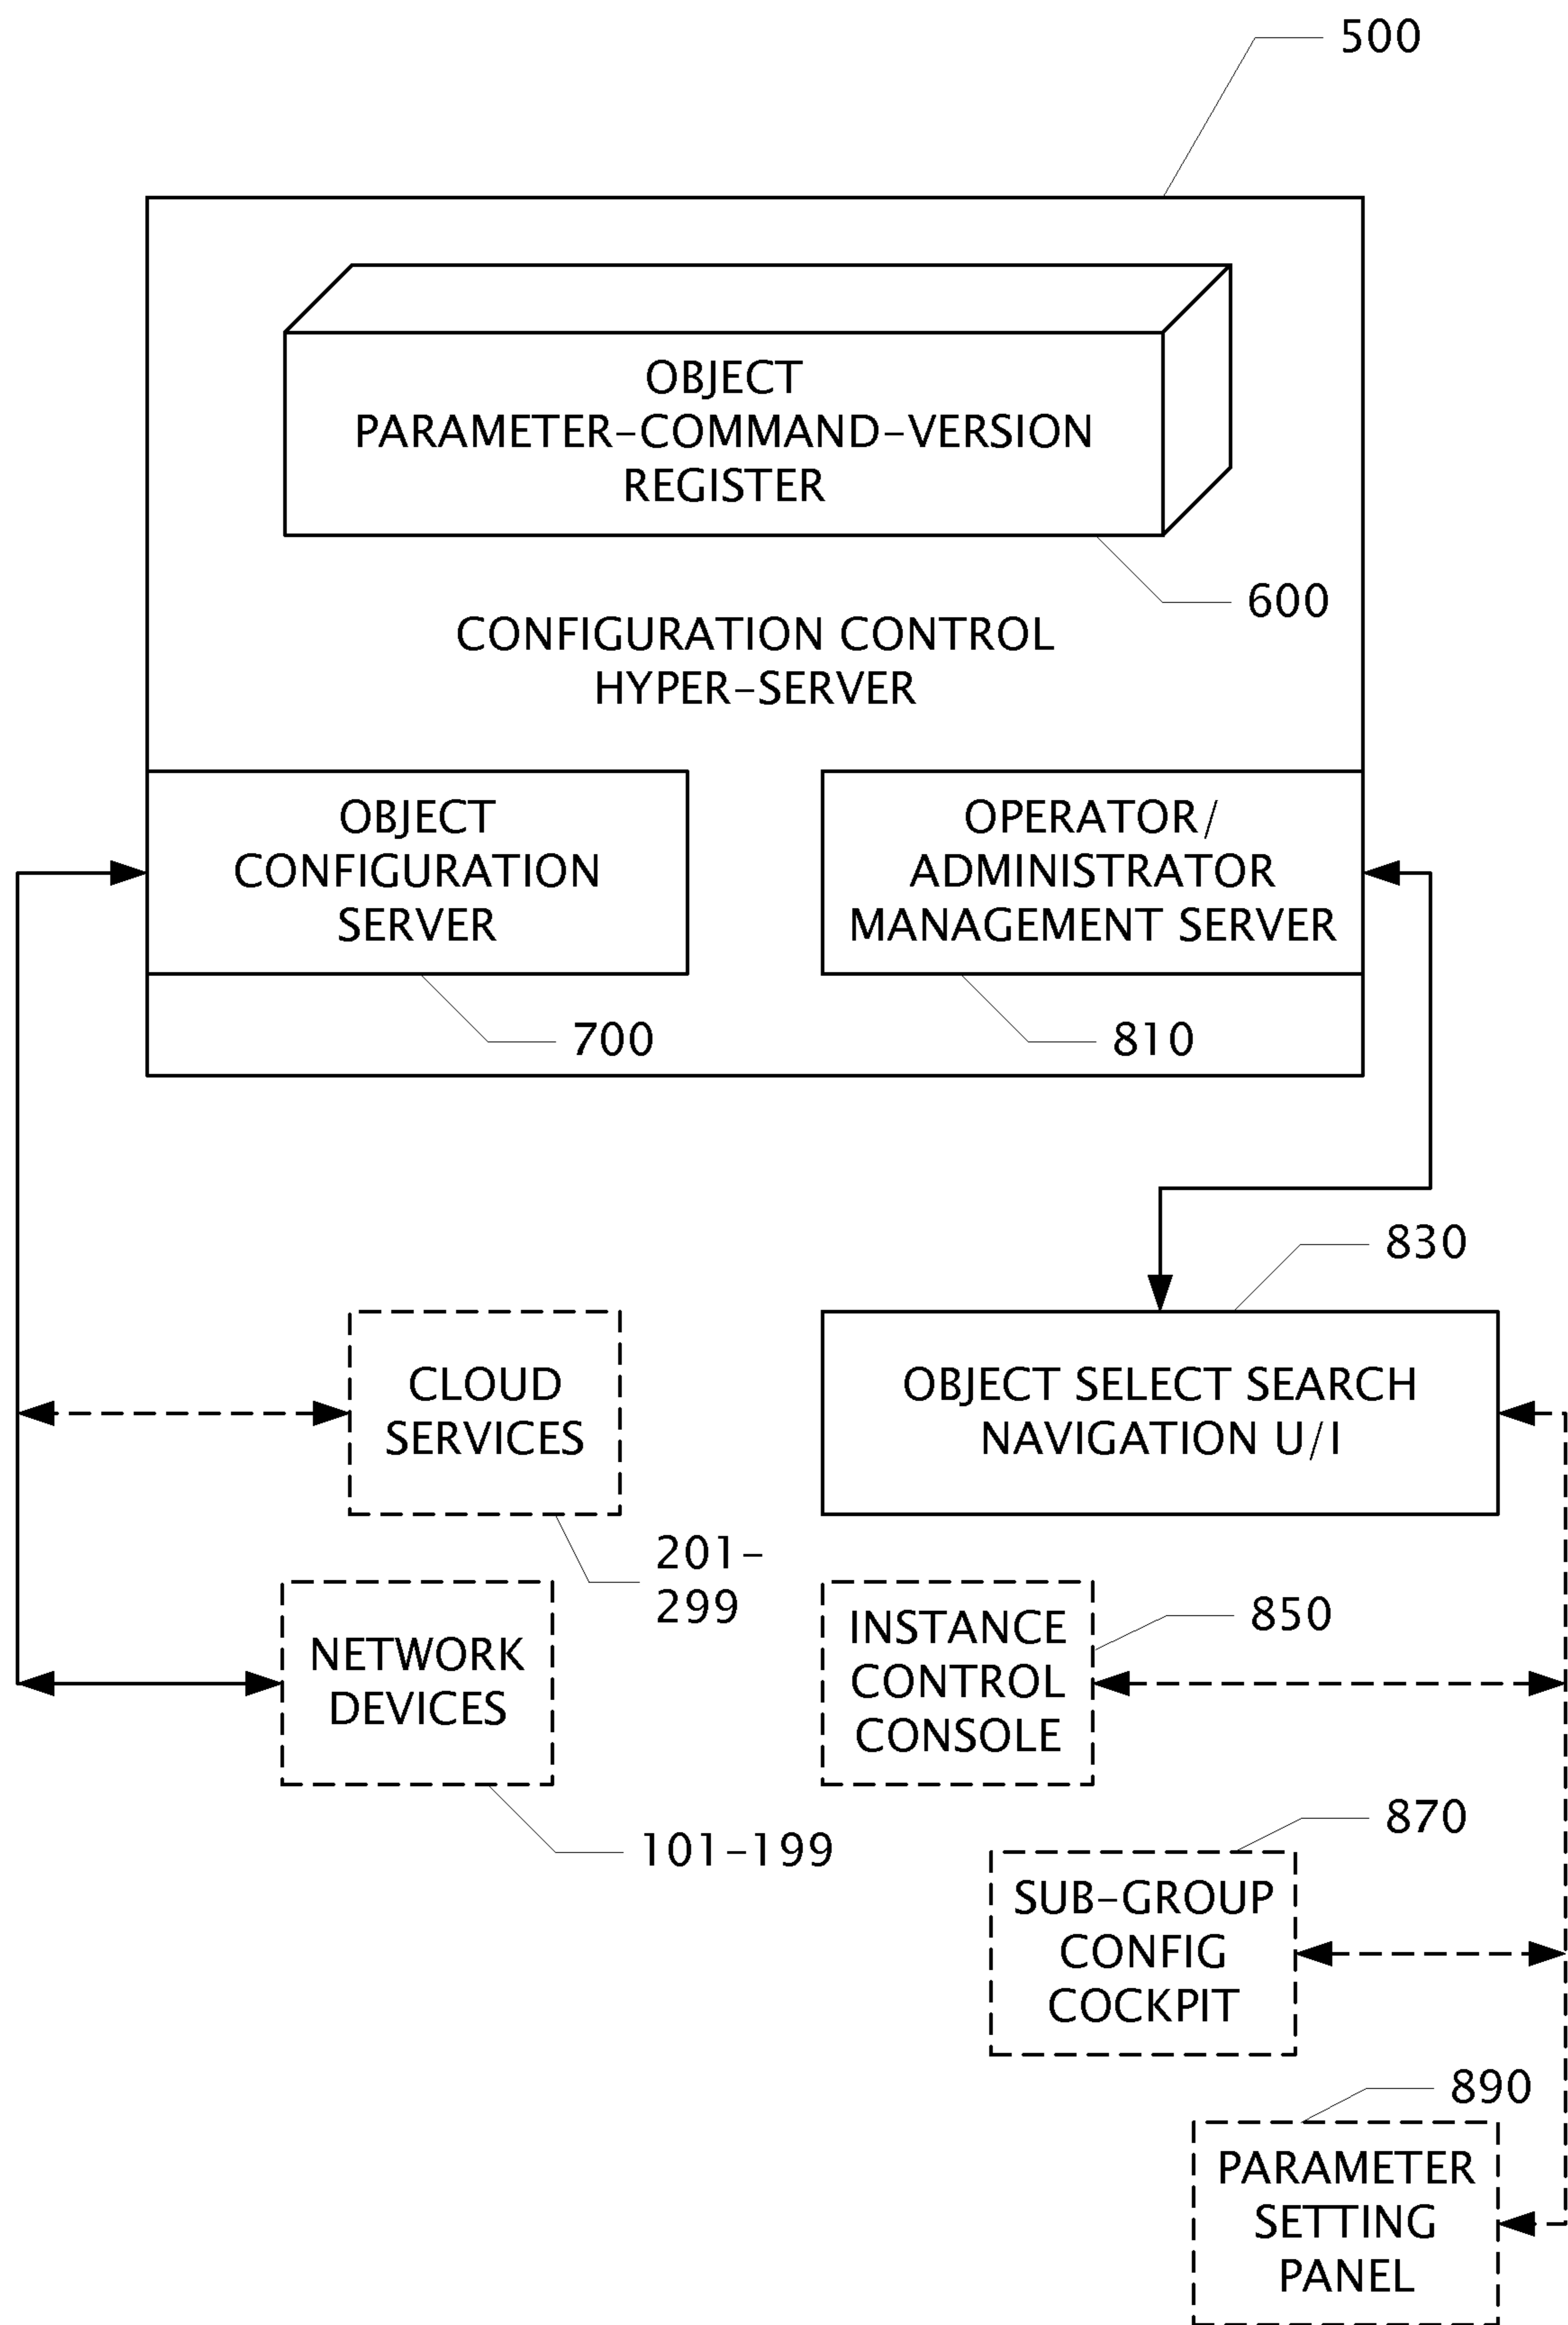 500
OBJECT
PARAMETER-COMMAND-VERSION
REGISTER
600
CONFIGURATION CONTROL
HYPER-SERVER
OBJECT
CONFIGURATION
SERVER
700
OPERATOR/
ADMINISTRATOR
MANAGEMENT SERVER
810
830
CLOUD
SERVICES
201-
299
OBJECT SELECT SEARCH
NAVIGATION U/I
NETWORK
DEVICES
101-199
INSTANCE
CONTROL
CONSOLE
850
870
SUB-GROUP
CONFIG
COCKPIT
890
PARAMETER
SETTING
PANEL